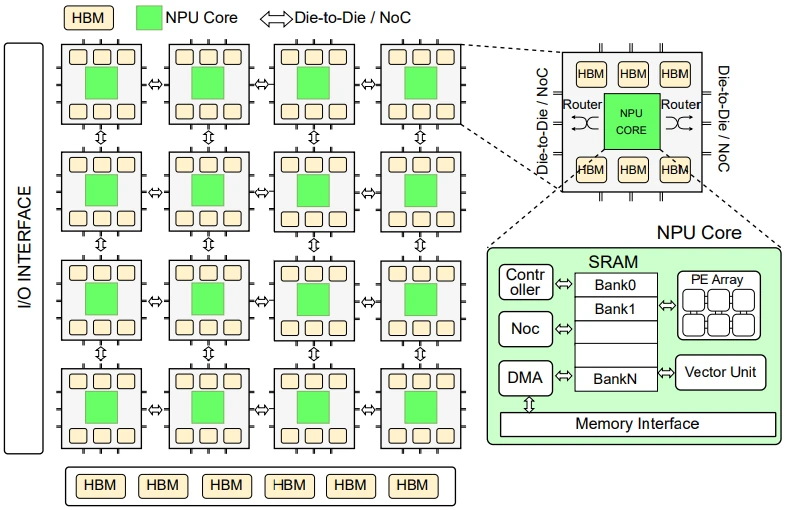 HBM NPU Core Die-to-Die / NoC
I/O INTERFACE
HBM HBM HBM HBM HBM HBM
Die-to-Die / NoC
HBM HBM HBM
Router
NPU
CORE
Router
HBM HBM HBM
Die-to-Die / NoC
NPU Core
SRAM
Contr
oller
Noc
DMA
Bank0
Bank1
BankN
PE Array
Vector Unit
Memory Interface